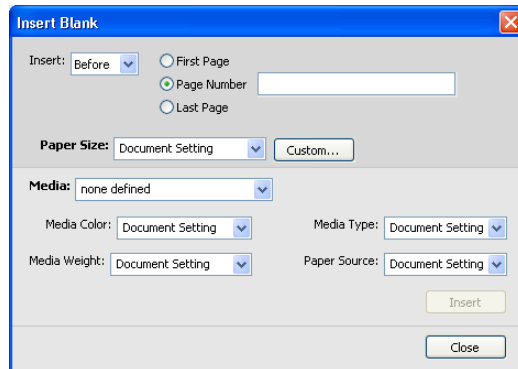 Insert Blank
Insert: Before
First Page
Page Number
Last Page
Paper Size: Document Setting Custom...
Media: none defined
Media Color: Document Setting Media Type: Document Setting
Media Weight: Document Setting Paper Source: Document Setting
Insert
Close